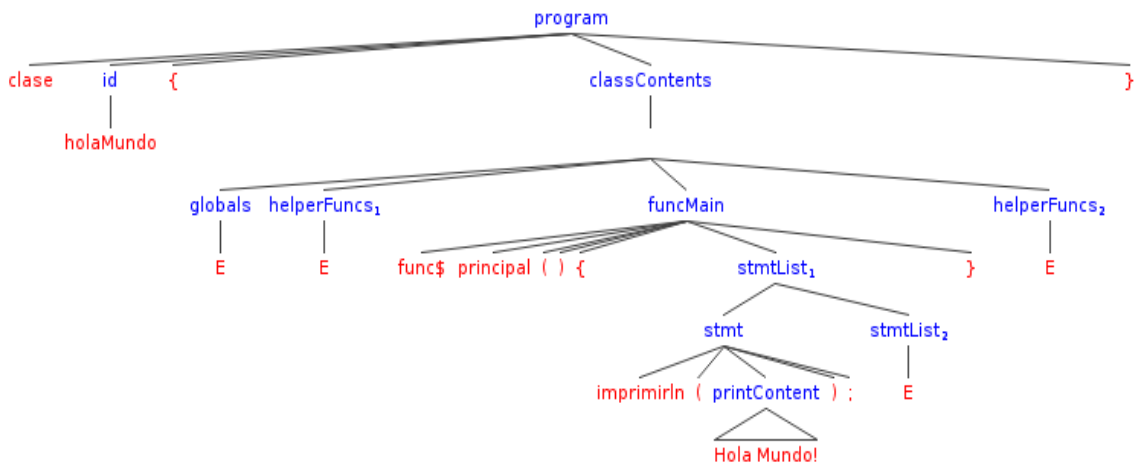 program
clase id { classContents }
holaMundo
globals helperFuncs₁ funcMain helperFuncs₂
E E func$ principal ( ) { stmtList₁ } E
stmt stmtList₂
imprimirln ( printContent ) ; E
Hola Mundo!